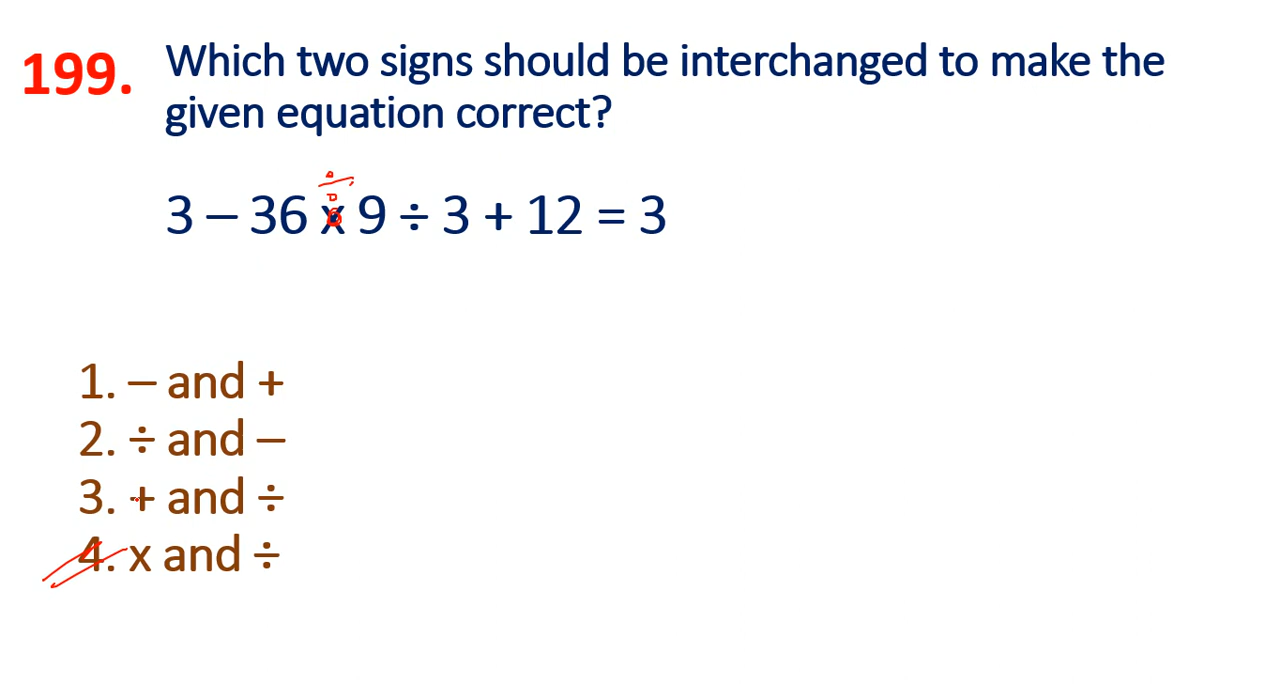 199. Which two signs should be interchanged to make the
given equation correct?
3 – 36 x 9 ÷ 3 + 12 = 3
1. – and +
2. ÷ and –
3. + and ÷
4. x and ÷